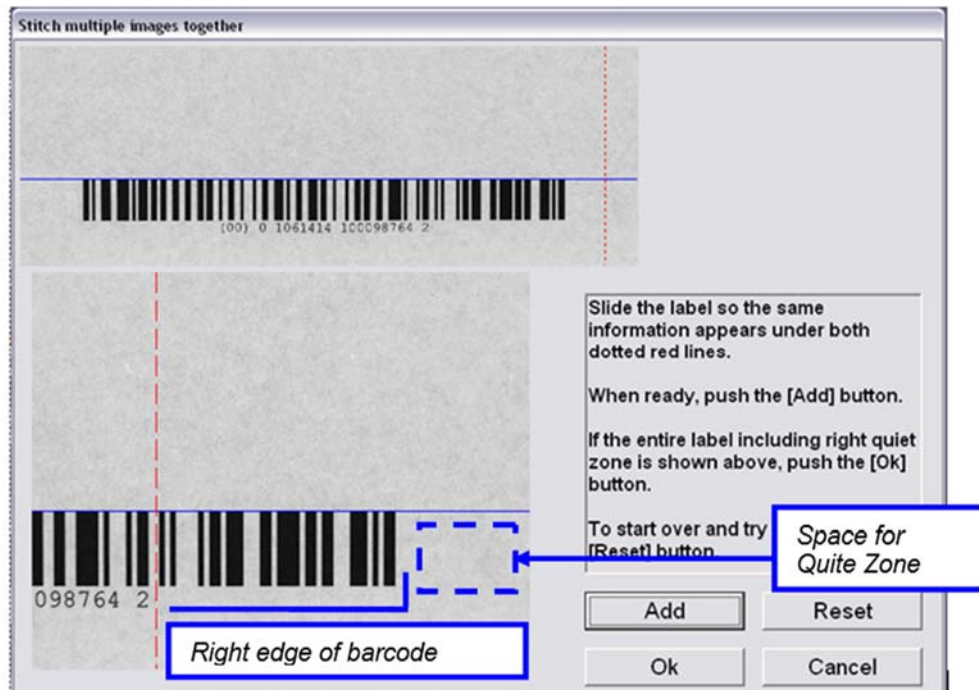 Stitch multiple images together
(00) 0 1061414 100098764 2
Slide the label so the same
information appears under both
dotted red lines.
When ready, push the [Add] button.
If the entire label including right quiet
zone is shown above, push the [Ok]
button.
To start over and try
[Reset] button.
Space for
Quite Zone
098764 2
Right edge of barcode
Add
Reset
Ok
Cancel